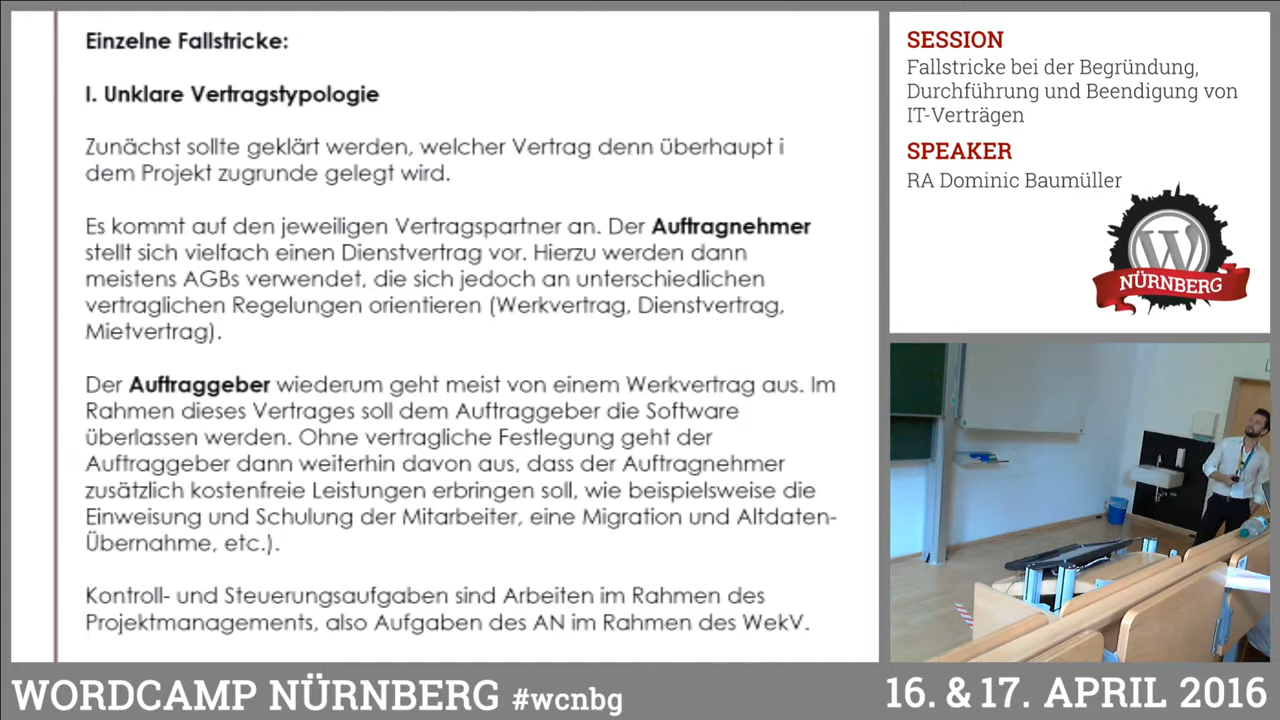 Einzelne Fallstricke:
I. Unklare Vertragstypologie
Zunächst sollte geklärt werden, welcher Vertrag denn überhaupt i
dem Projekt zugrunde gelegt wird.
Es kommt auf den jeweiligen Vertragspartner an. Der Auftragnehmer
stellt sich vielfach einen Dienstvertrag vor. Hierzu werden dann
meistens AGBs verwendet, die sich jedoch an unterschiedlichen
vertraglichen Regelungen orientieren (Werkvertrag, Dienstvertrag,
Mietvertrag).
Der Auftraggeber wiederum geht meist von einem Werkvertrag aus. Im
Rahmen dieses Vertrages soll dem Auftraggeber die Software
überlassen werden. Ohne vertragliche Festlegung geht der
Auftraggeber dann weiterhin davon aus, dass der Auftragnehmer
zusätzlich kostenfreie Leistungen erbringen soll, wie beispielsweise die
Einweisung und Schulung der Mitarbeiter, eine Migration und Altdaten-
Übernahme, etc.).
Kontroll- und Steuerungsaufgaben sind Arbeiten im Rahmen des
Projektmanagements, also Aufgaben des AN im Rahmen des WekV.
SESSION
Fallstricke bei der Begründung,
Durchführung und Beendigung von
IT-Verträgen
SPEAKER
RA Dominic Baumüller
W
NÜRNBERG
WORDCAMP NÜRNBERG #wcnbg
16. & 17. APRIL 2016